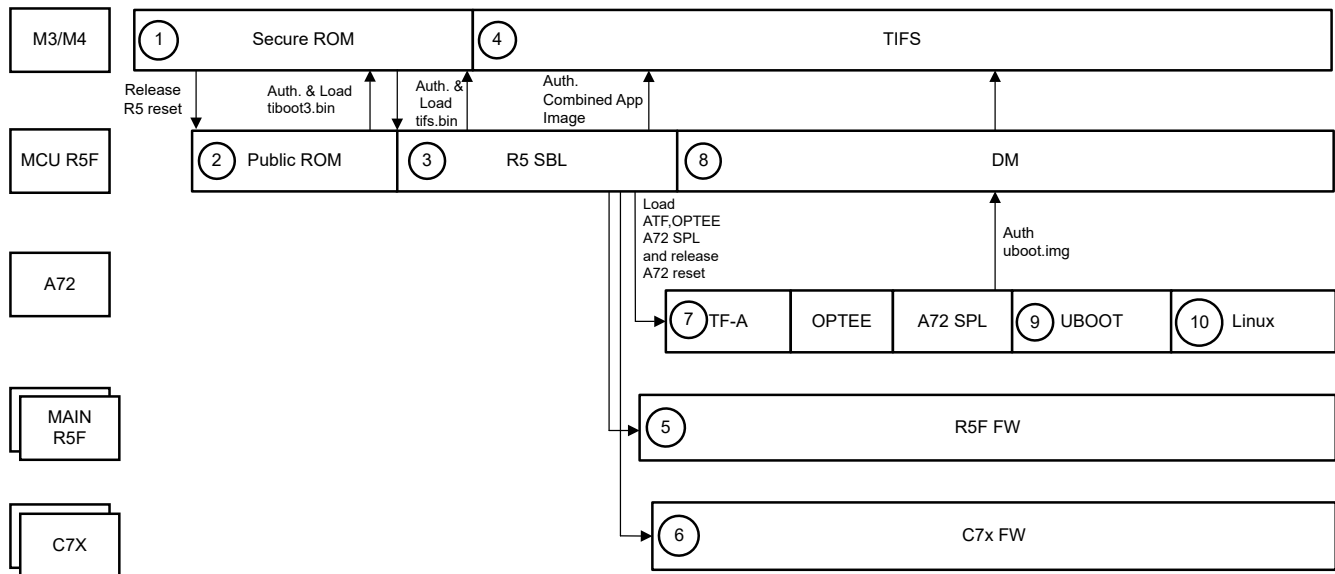 M3/M4
1
Secure ROM
4
TIFS
Release
R5 reset
Auth. & Load
tiboot3.bin
Auth. &
Load
tifs.bin
Auth.
Combined App
Image
MCU R5F
2
Public ROM
3
R5 SBL
8
DM
Load
ATF,OPTEE
A72 SPL
and release
A72 reset
Auth
uboot.img
A72
7
TF-A
OPTEE
A72 SPL
9
UBOOT
10
Linux
MAIN
R5F
5
R5F FW
C7X
6
C7x FW